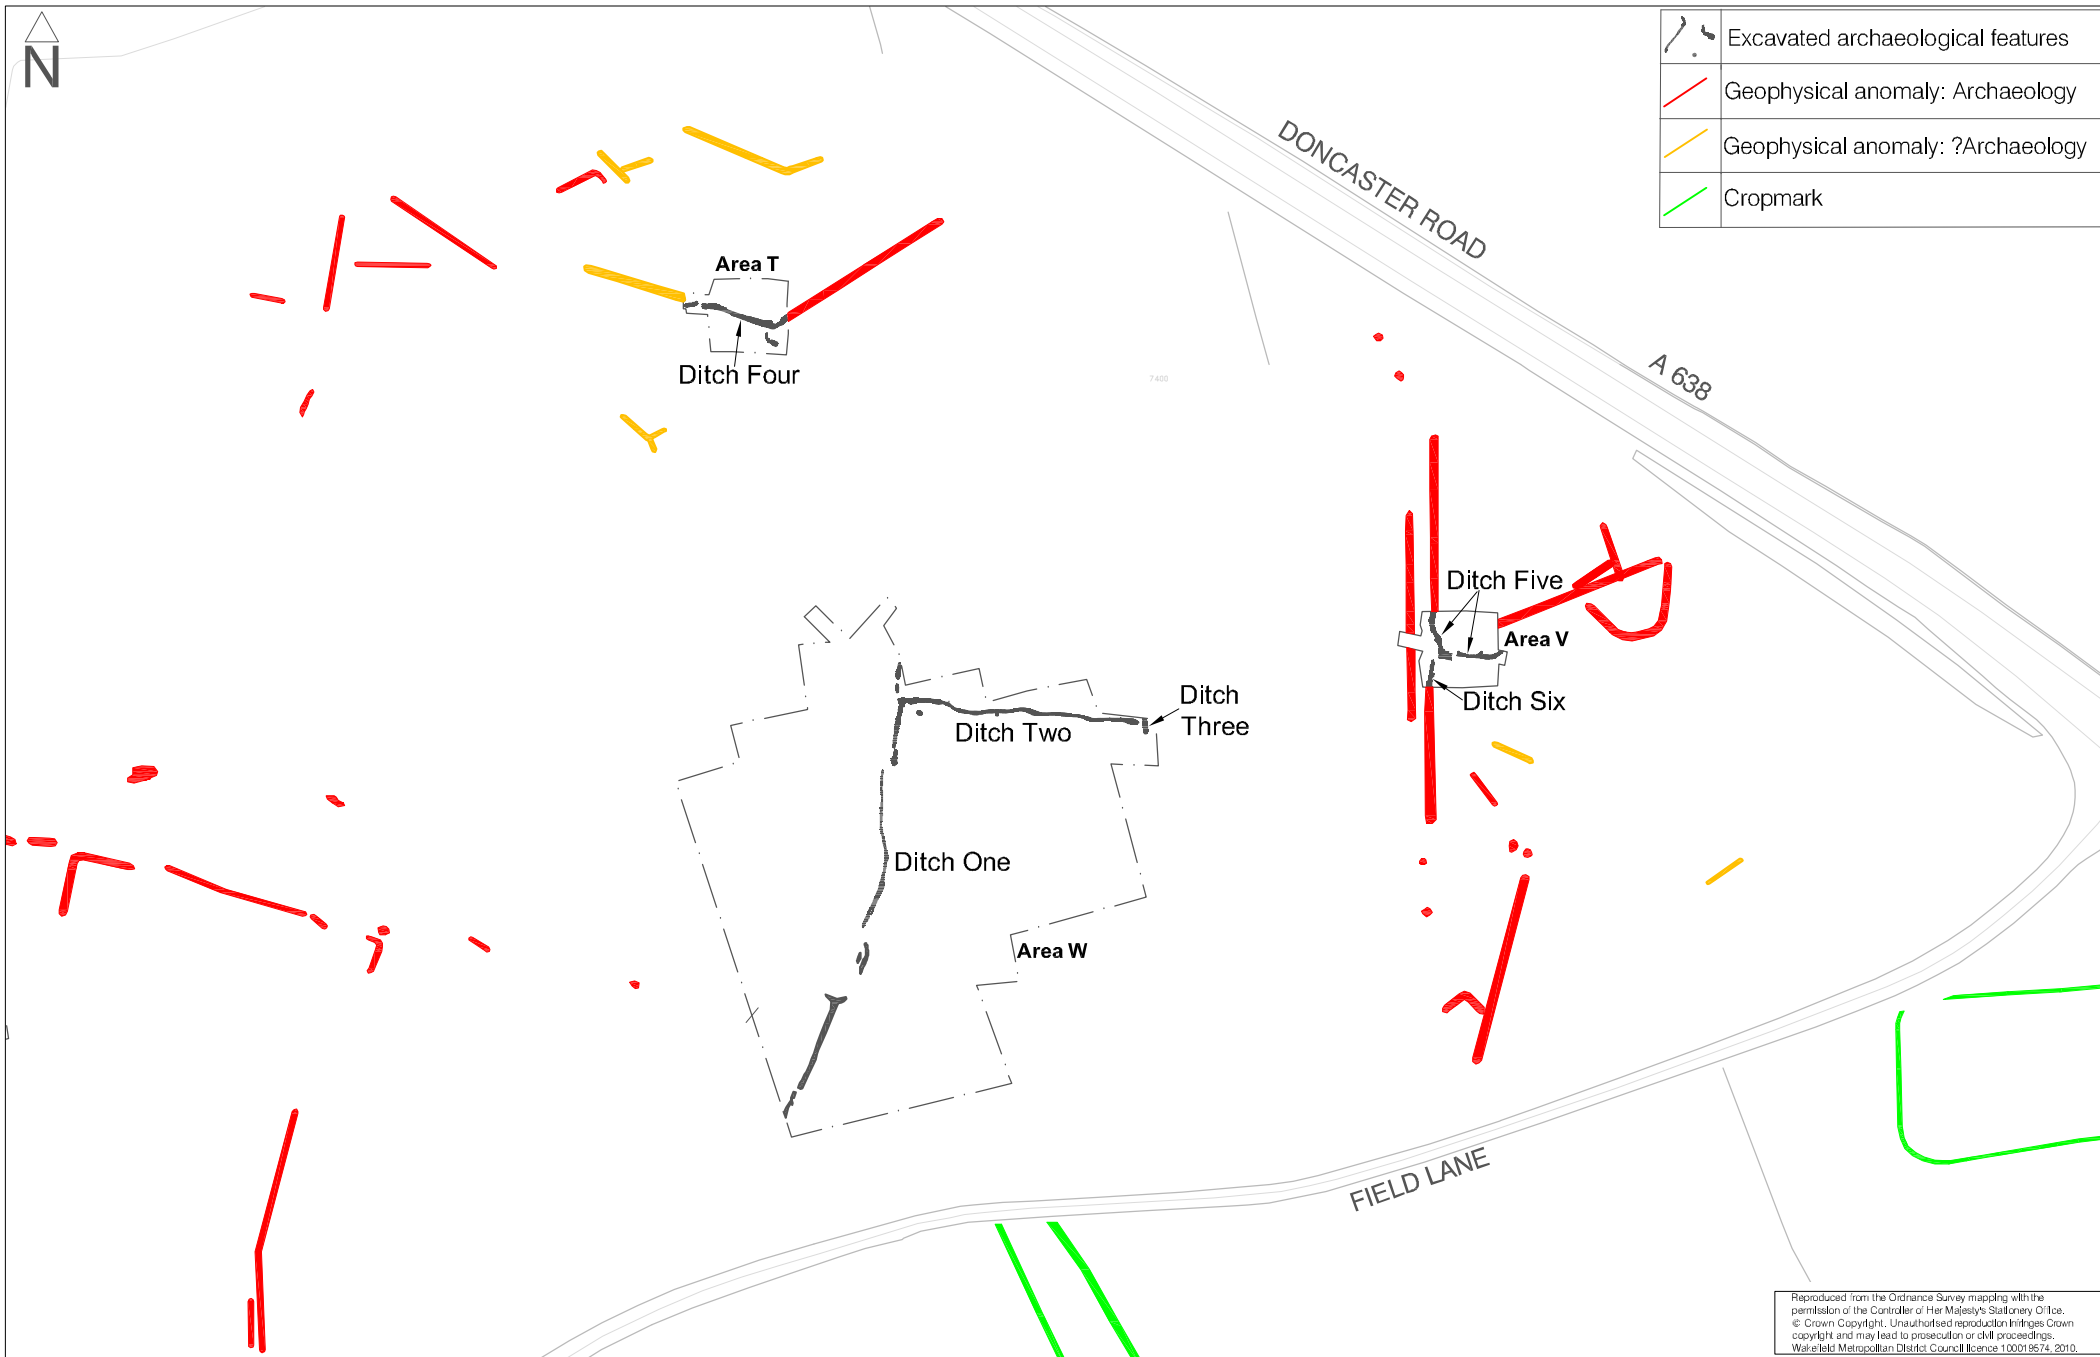 N
Excavated archaeological features
Geophysical anomaly: Archaeology
Geophysical anomaly: ?Archaeology
Cropmark
DONCASTER ROAD
A 638
Area T
Ditch Four
7400
Ditch Five
Area V
Ditch Six
Ditch
Three
Ditch Two
Ditch One
Area W
FIELD LANE
Reproduced from the Ordnance Survey mapping with the
permission of the Controller of Her Majesty's Stationery Office.
© Crown Copyright. Unauthorised reproduction infringes Crown
copyright and may lead to prosecution or civil proceedings.
Wakefield Metropolitan District Council licence 100019574, 2010.